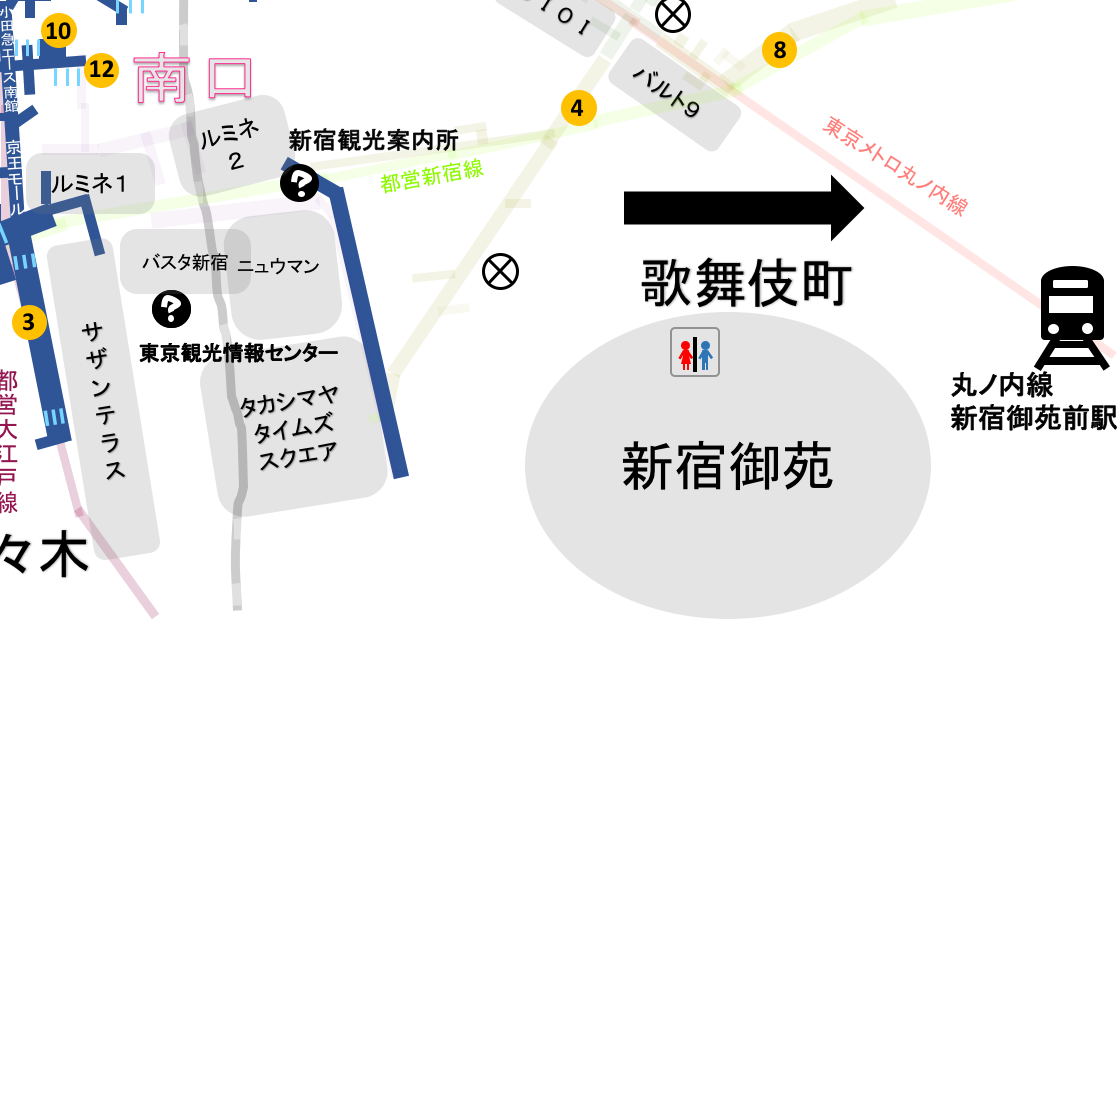 小田急エース南館
10
12
南口
OIOI
8
バルト9
4
ルミネ
2
新宿観光案内所
都営新宿線
東京メトロ丸ノ内線
京王モール
ルミネ1
バスタ新宿
ニュウマン
歌舞伎町
3
サザンテラス
東京観光情報センター
タカシマヤ
タイムズ
スクエア
都営大江戸線
丸ノ内線
新宿御苑前駅
新宿御苑
々木